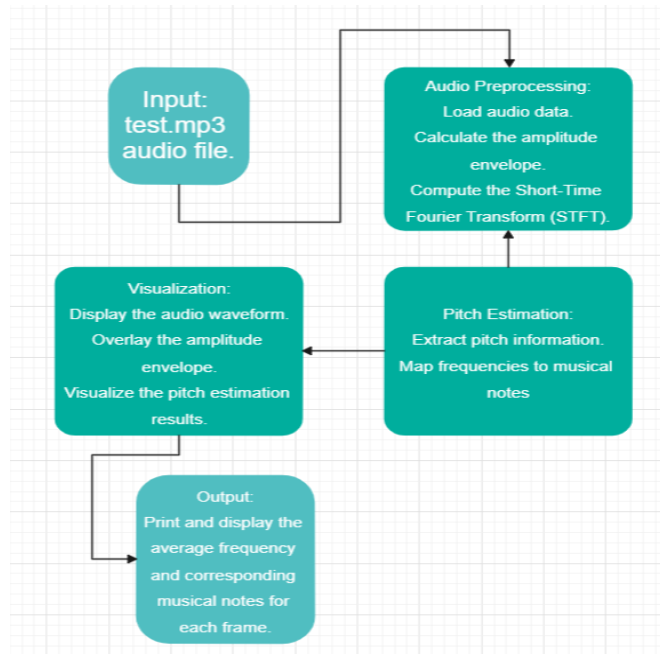 Input:
test.mp3
audio file.
Audio Preprocessing:
Load audio data.
Calculate the amplitude
envelope.
Compute the Short-Time
Fourier Transform (STFT).
Pitch Estimation:
Extract pitch information.
Map frequencies to musical
notes
Visualization:
Display the audio waveform.
Overlay the amplitude
envelope.
Visualize the pitch estimation
results.
Output:
Print and display the
average frequency
and corresponding
musical notes for
each frame.